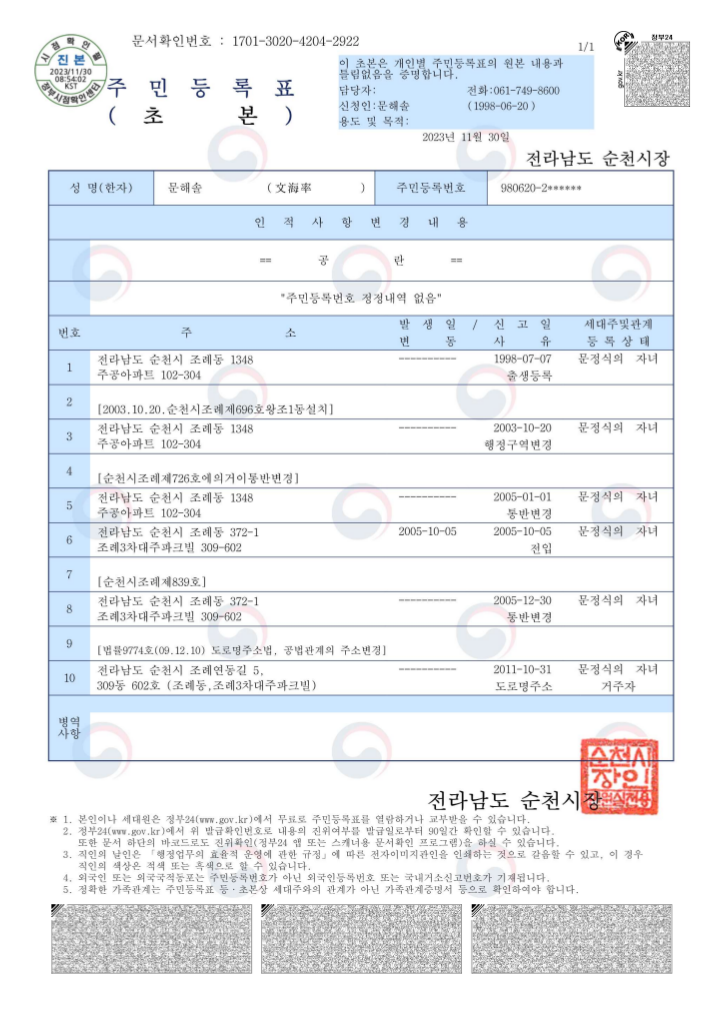 문서확인번호 : 1701-3020-4204-2922
1/1
시점확인필
진본
2023/11/30
08:54:02
KST
정부시점확인센터
정부24
gov.kr
주 민 등 록 표
( 초 본 )
이 초본은 개인별 주민등록표의 원본 내용과
틀림없음을 증명합니다.
담당자: 전화:061-749-8600
신청인:문해솔 (1998-06-20 )
용도 및 목적:
2023년 11월 30일
전라남도 순천시장
성 명(한자) 문해솔 (文海率 ) 주민등록번호 980620-2******
인 적 사 항 변 경 내 용
== 공 란 ==
"주민등록번호 정정내역 없음"
번호 주 소 발 생 일 / 신 고 일 세대주및관계
변 동 사 유 등 록 상 태
1 전라남도 순천시 조례동 1348 ---------- 1998-07-07 문정식의 자녀
주공아파트 102-304 출생등록
2
[2003.10.20.순천시조례제696호왕조1동설치]
3 전라남도 순천시 조례동 1348 ---------- 2003-10-20 문정식의 자녀
주공아파트 102-304 행정구역변경
4
[순천시조례제726호에의거이통반변경]
5 전라남도 순천시 조례동 1348 ---------- 2005-01-01 문정식의 자녀
주공아파트 102-304 통반변경
6 전라남도 순천시 조례동 372-1 2005-10-05 2005-10-05 문정식의 자녀
조례3차대주파크빌 309-602 전입
7
[순천시조례제839호]
8 전라남도 순천시 조례동 372-1 ---------- 2005-12-30 문정식의 자녀
조례3차대주파크빌 309-602 통반변경
9
[법률9774호(09.12.10) 도로명주소법, 공법관계의 주소변경]
10 전라남도 순천시 조례연동길 5, ---------- 2011-10-31 문정식의 자녀
309동 602호 (조례동,조례3차대주파크빌) 도로명주소 거주자
병역
사항
전라남도 순천시장
순천시
장인
※ 1. 본인이나 세대원은 정부24(www.gov.kr)에서 무료로 주민등록표를 열람하거나 교부받을 수 있습니다.
2. 정부24(www.gov.kr)에서 위 발급확인번호로 내용의 진위여부를 발급일로부터 90일간 확인할 수 있습니다.
또한 문서 하단의 바코드로도 진위확인(정부24 앱 또는 스캐너용 문서확인 프로그램)을 하실 수 있습니다.
3. 직인의 날인은 「행정업무의 효율적 운영에 관한 규정」에 따른 전자이미지관인을 인쇄하는 것으로 갈음할 수 있고, 이 경우
직인의 색상은 적색 또는 흑색으로 할 수 있습니다.
4. 외국인 또는 외국국적동포는 주민등록번호가 아닌 외국인등록번호 또는 국내거소신고번호가 기재됩니다.
5. 정확한 가족관계는 주민등록표 등·초본상 세대주와의 관계가 아닌 가족관계증명서 등으로 확인하여야 합니다.